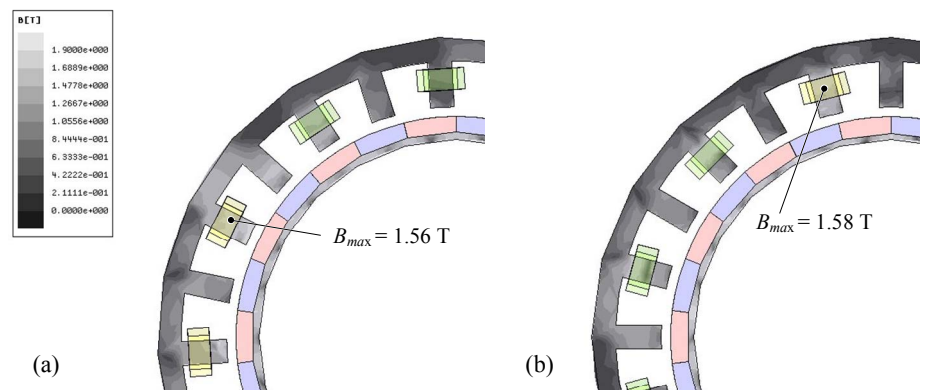 B[T]
1.9000e+000
1.6889e+000
1.4778e+000
1.2667e+000
1.0556e+000
8.4444e-001
6.3333e-001
4.2222e-001
2.1111e-001
0.0000e+000
Bmax = 1.56 T
Bmax = 1.58 T
(a)
(b)